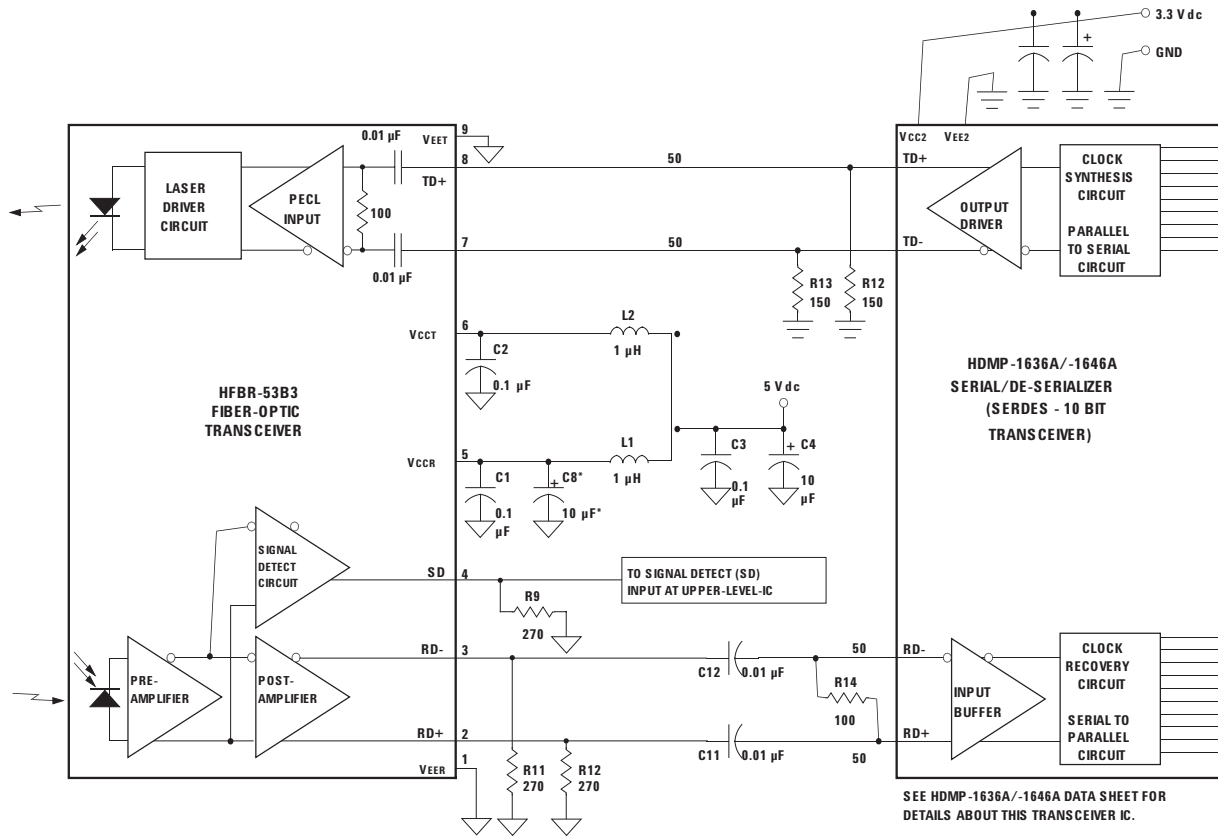 3.3 V dc
GND
VCC2
VEE2
0.01 µF
VEET
9
8
TD+
50
TD+
LASER
DRIVER
CIRCUIT
PECL
INPUT
100
OUTPUT
DRIVER
CLOCK
SYNTHESIS
CIRCUIT
PARALLEL
TO SERIAL
CIRCUIT
7
50
TD-
0.01 µF
R13
150
R12
150
VCCT
6
L2
1 µH
C2
0.1 µF
HFBR-53B3
FIBER-OPTIC
TRANSCEIVER
5 V dc
HDMP-1636A/-1646A
SERIAL/DE-SERIALIZER
(SERDES - 10 BIT
TRANSCEIVER)
VCCR
5
L1
1 µH
C3
0.1
µF
+ C4
10
µF
C1
0.1
µF
+ C8*
10 µF*
+
SIGNAL
DETECT
CIRCUIT
SD
4
TO SIGNAL DETECT (SD)
INPUT AT UPPER-LEVEL-IC
R9
270
RD-
3
C12
0.01 µF
50
RD-
PRE-
AMPLIFIER
POST-
AMPLIFIER
R14
100
INPUT
BUFFER
CLOCK
RECOVERY
CIRCUIT
SERIAL TO
PARALLEL
CIRCUIT
RD+
2
C11
0.01 µF
50
RD+
VEER
1
R11
270
R12
270
SEE HDMP-1636A/-1646A DATA SHEET FOR
DETAILS ABOUT THIS TRANSCEIVER IC.